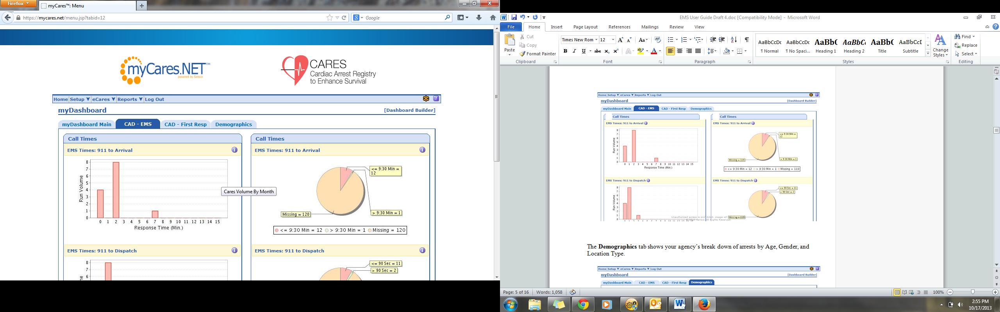 Firefox
myCares™: Menu
https://mycares.net/menu.jsp?tabid=12
Google
myCares.NET™
powered by Sansio
CARES
Cardiac Arrest Registry
to Enhance Survival
Home Setup eCares Reports Log Out
myDashboard [Dashboard Builder]
myDashboard Main CAD - EMS CAD - First Resp Demographics
Call Times
EMS Times: 911 to Arrival
8
7
6
5
4
3
2
1
0
Run Volume
0 1 2 3 4 5 6 7 8 9 10 11 12 13 14 15
Response Time (Min.)
Cares Volume By Month
EMS Times: 911 to Dispatch
8
7
6
Call Times
EMS Times: 911 to Arrival
<= 9:30 Min =
12
Missing = 120
> 9:30 Min = 1
<= 9:30 Min = 12 > 9:30 Min = 1 Missing = 120
EMS Times: 911 to Dispatch
<= 90 Sec = 11
> 90 Sec = 2
EMS User Guide Draft 4.doc [Compatibility Mode] - Microsoft Word
File Home Insert Page Layout References Mailings Review View
Paste
Cut
Copy
Format Painter
Clipboard
Times New Rom 12
Font
Paragraph
AaBbCcDc AaBbCcDc AaBbC AaBbCc AaBbC AaBbCcI
¶ Normal ¶ No Spaci... Heading 1 Heading 2 Title Subtitle
Change
Styles
Styles
Find
Replace
Select
Editing
Home Setup eCares Reports Log Out
myDashboard [Dashboard Builder]
myDashboard Main CAD - EMS CAD - First Resp Demographics
Call Times
EMS Times: 911 to Arrival
8
7
6
5
4
3
2
1
0
Run Volume
0 1 2 3 4 5 6 7 8 9 10 11 12 13 14 15
Response Time (Min.)
EMS Times: 911 to Dispatch
8
7
6
5
4
3
2
1
0
Run Volume
0 1 2 3 4 5 6 7 8 9 10 11 12 13 14 15
Call Times
EMS Times: 911 to Arrival
<= 9:30 Min =
12
Missing = 119
> 9:30 Min = 1
<= 9:30 Min = 12 > 9:30 Min = 1 Missing = 119
EMS Times: 911 to Dispatch
<= 90 Sec = 11
> 90 Sec = 2
Missing = 119
Unauthorized access is prohibited. Usage will
© 2013 Sansio. All Rights Reserved.
The Demographics tab shows your agency's break down of arrests by Age, Gender, and
Location Type.
Home Setup eCares Reports Log Out
myDashboard [Dashboard Builder]
myDashboard Main CAD - EMS CAD - First Resp Demographics
Page: 5 of 16 Words: 1,058
100%
2:55 PM
10/17/2013